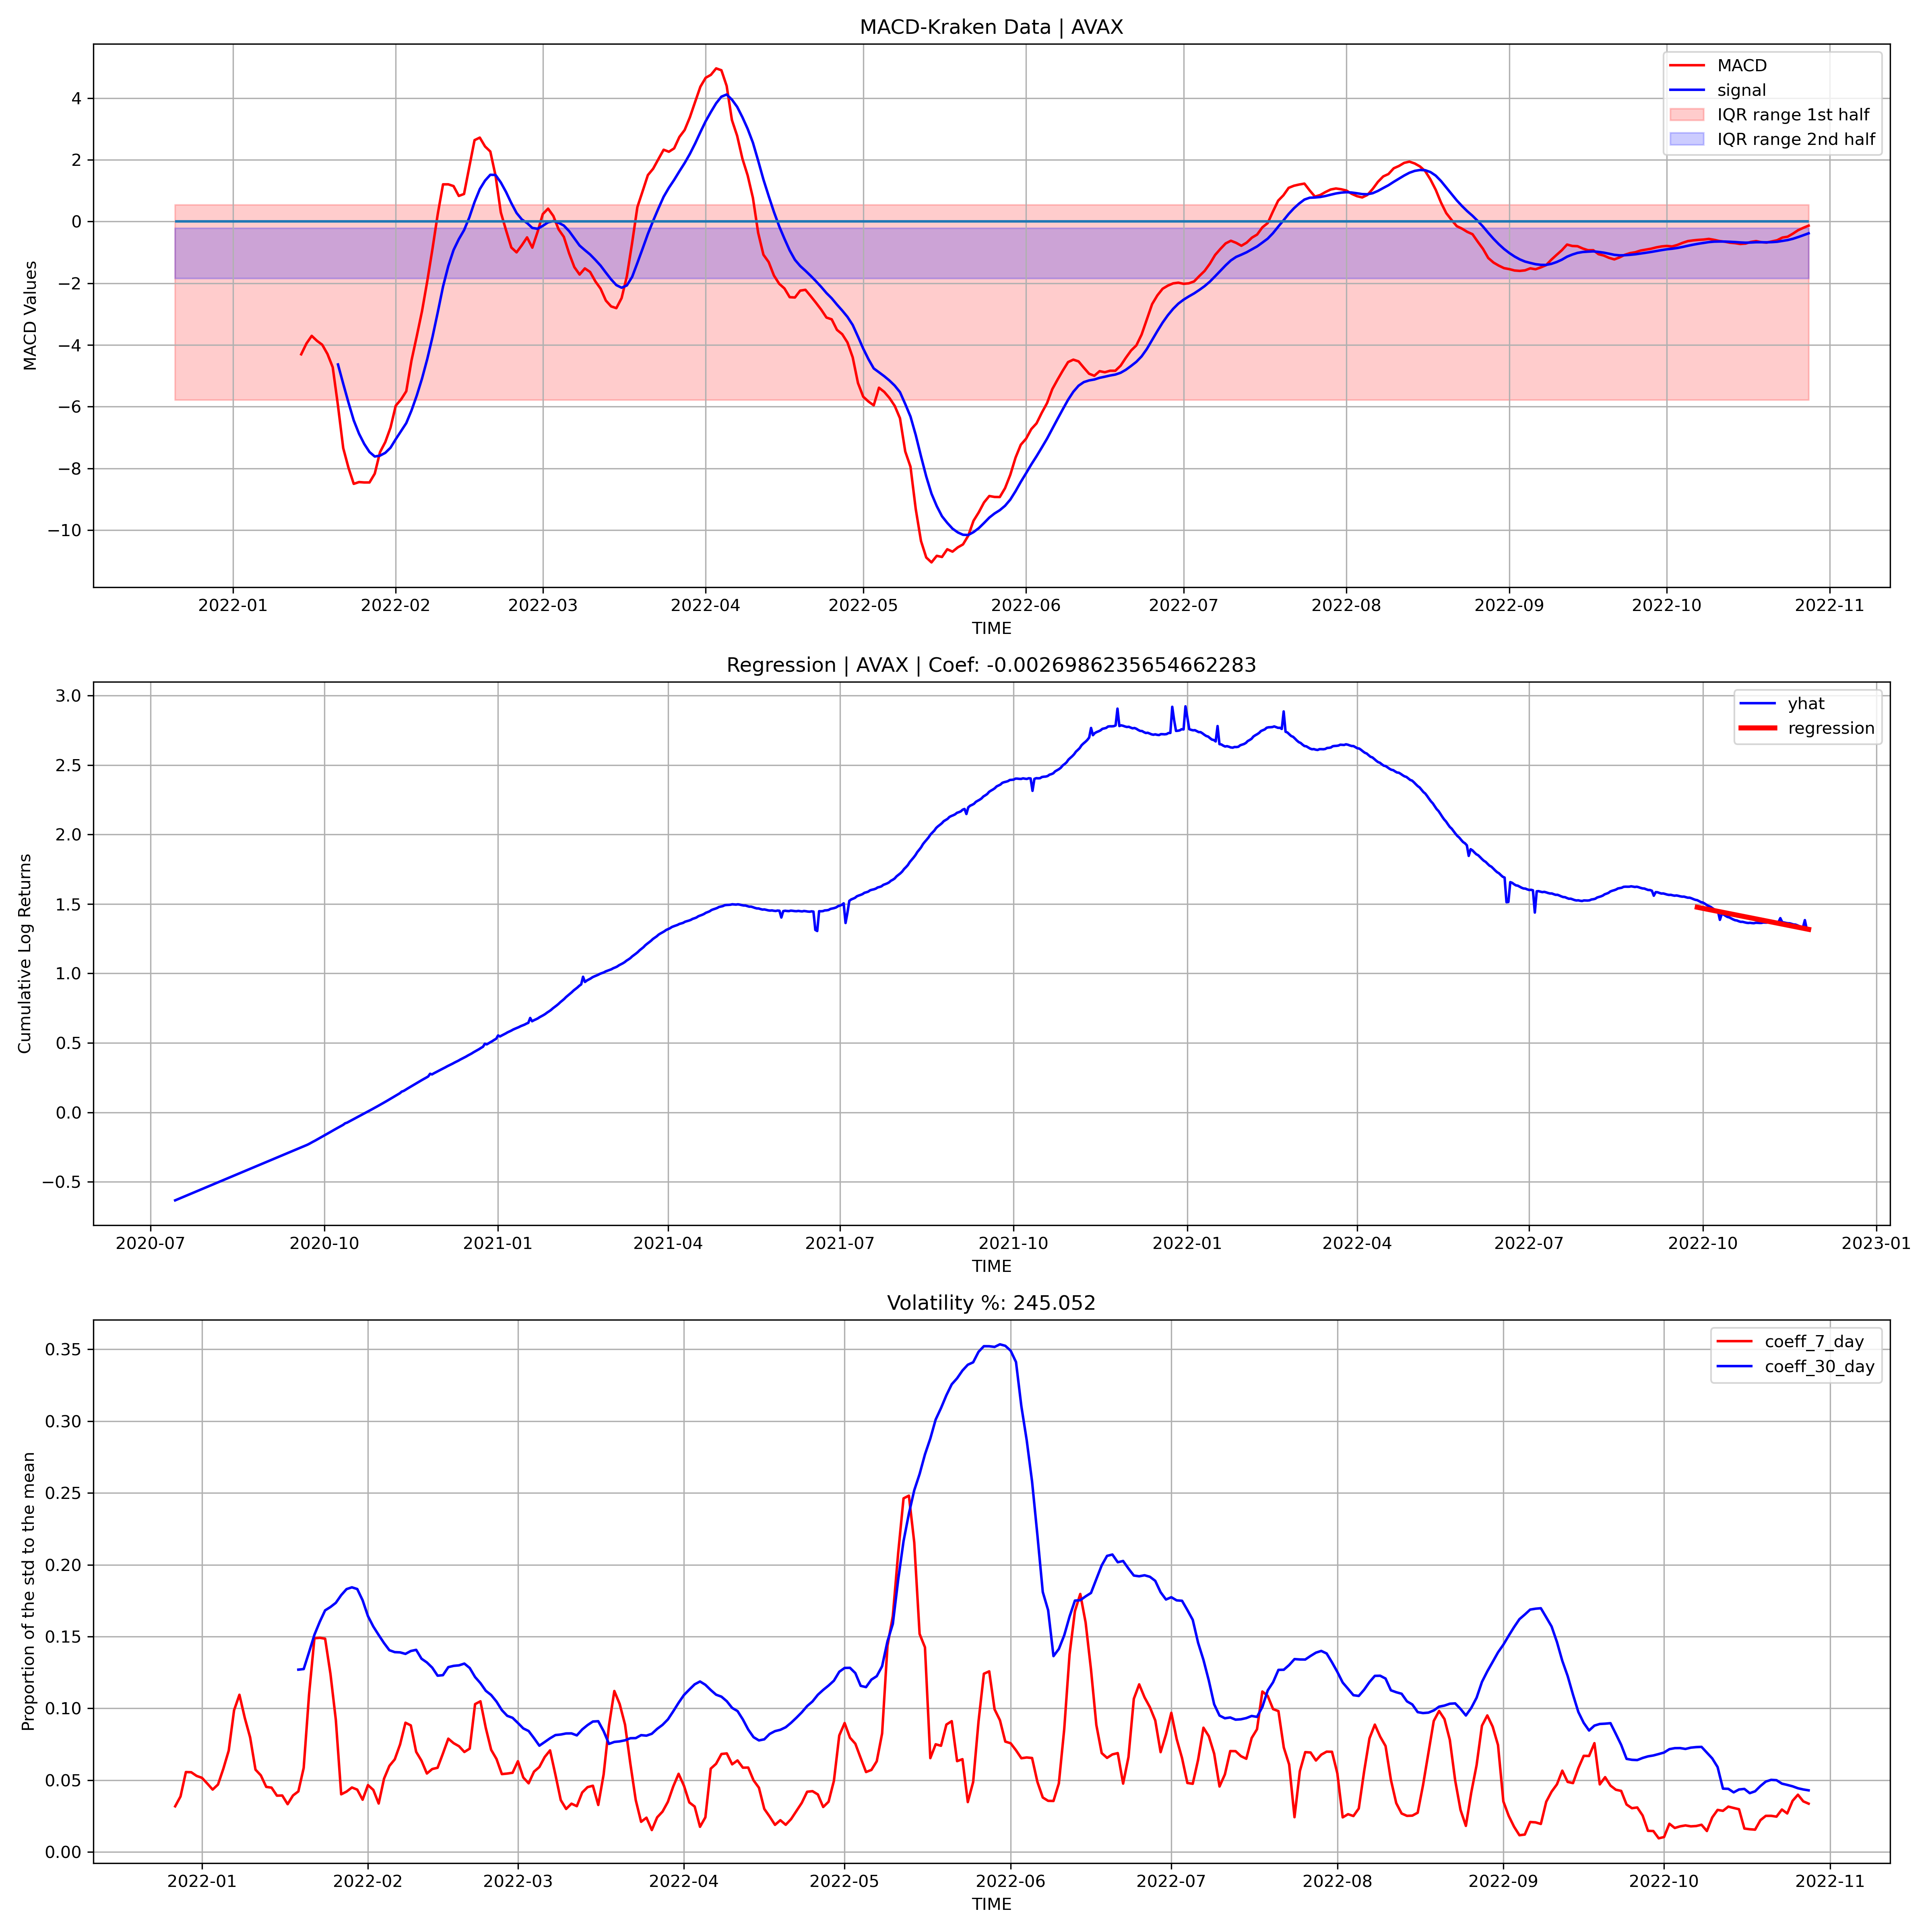 MACD-Kraken Data | AVAX
MACD
signal
IQR range 1st half
IQR range 2nd half
MACD Values
4
2
0
−2
−4
−6
−8
−10
2022-01 2022-02 2022-03 2022-04 2022-05 2022-06 2022-07 2022-08 2022-09 2022-10 2022-11
TIME
Regression | AVAX | Coef: -0.0026986235654662283
yhat
regression
Cumulative Log Returns
3.0
2.5
2.0
1.5
1.0
0.5
0.0
−0.5
2020-07 2020-10 2021-01 2021-04 2021-07 2021-10 2022-01 2022-04 2022-07 2022-10 2023-01
TIME
Volatility %: 245.052
coeff_7_day
coeff_30_day
Proportion of the std to the mean
0.35
0.30
0.25
0.20
0.15
0.10
0.05
0.00
2022-01 2022-02 2022-03 2022-04 2022-05 2022-06 2022-07 2022-08 2022-09 2022-10 2022-11
TIME